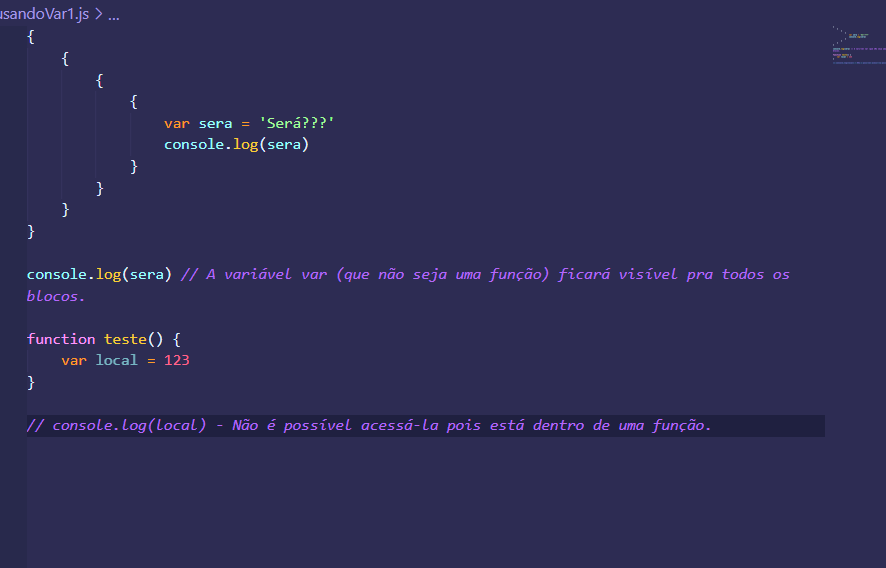 usandoVar1.js > ...
{
    {
        {
            {
                var sera = 'Será???'
                console.log(sera)
            }
        }
    }
}
console.log(sera) // A variável var (que não seja uma função) ficará visível pra todos os
blocos.
function teste() {
    var local = 123
}
// console.log(local) - Não é possível acessá-la pois está dentro de uma função.